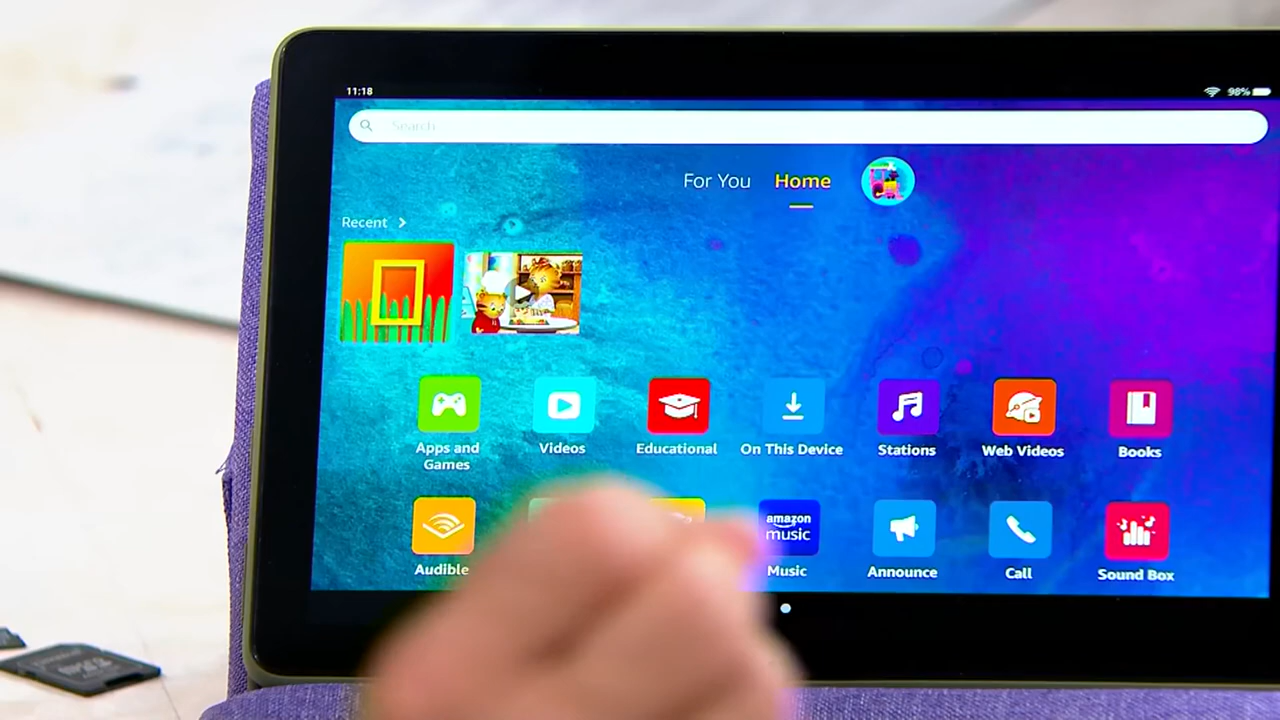 11:18
98%
Search
For You
Home
Recent
Apps and
Games
Videos
Educational
On This Device
Stations
Web Videos
Books
amazon
music
Audible
Music
Announce
Call
Sound Box